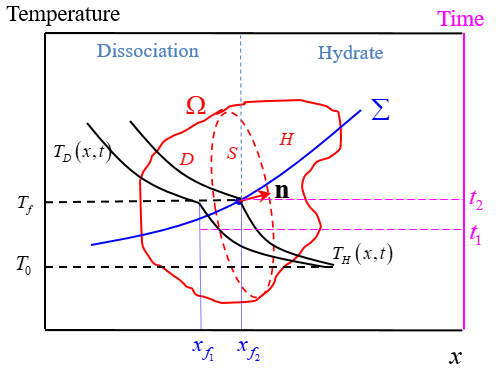 Temperature
Time
Dissociation
Hydrate
Ω
Σ
T_D(x,t)
D
S
H
n
T_f
t_2
t_1
T_0
T_H(x,t)
x_{f_1}
x_{f_2}
x